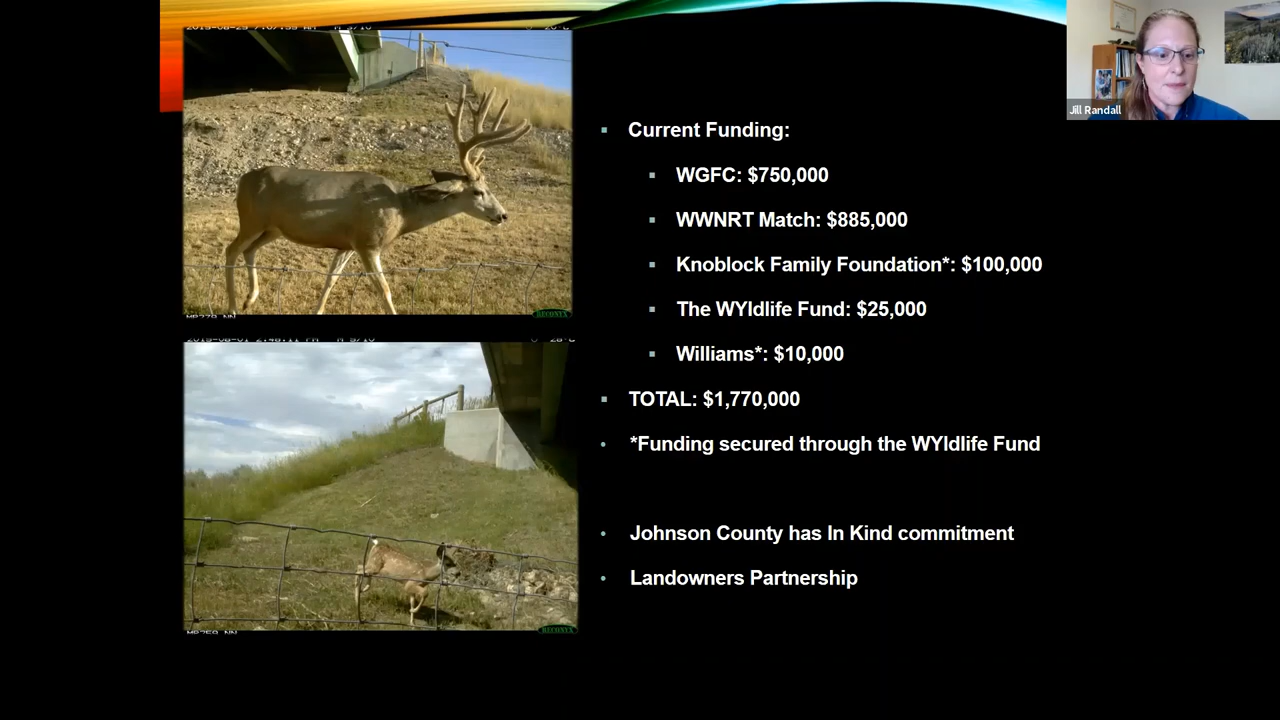 Jill Randall
Current Funding:
WGFC: $750,000
WWNRT Match: $885,000
Knoblock Family Foundation*: $100,000
The WYldlife Fund: $25,000
Williams*: $10,000
TOTAL: $1,770,000
*Funding secured through the WYldlife Fund
Johnson County has In Kind commitment
Landowners Partnership
RECONYX
RECONYX